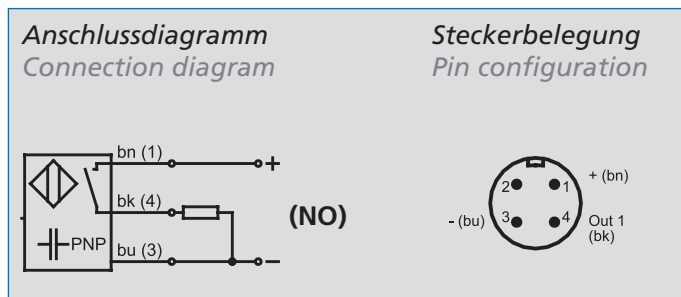 Anschlussdiagramm
Connection diagram
bn (1)
+
bk (4)
(NO)
PNP
bu (3)
–
Steckerbelegung
Pin configuration
2
1
+ (bn)
- (bu)
3
4
Out 1
(bk)